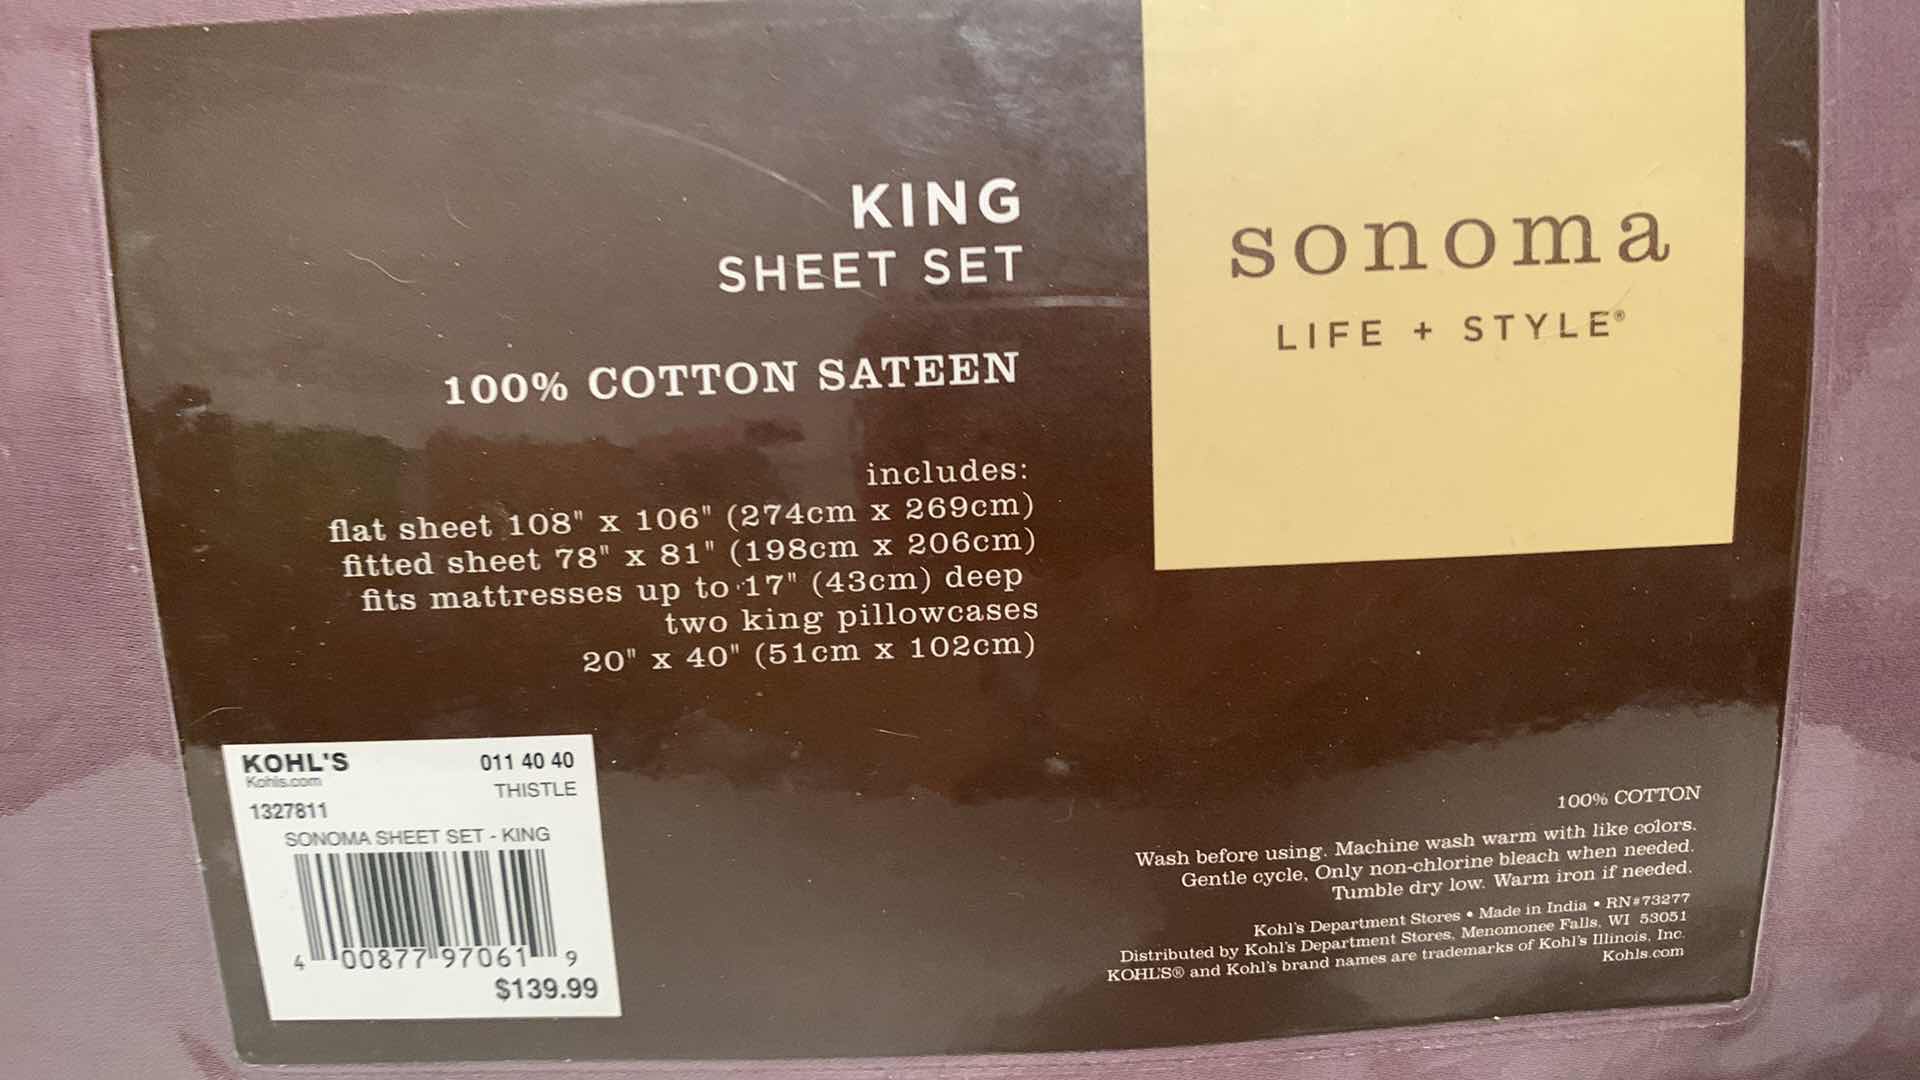 KING
SHEET SET
100% COTTON SATEEN
includes:
flat sheet 108" x 106" (274cm x 269cm)
fitted sheet 78" x 81" (198cm x 206cm)
fits mattresses up to 17" (43cm) deep
two king pillowcases
20" x 40" (51cm x 102cm)
sonoma
LIFE + STYLE®
KOHL'S 011 40 40
Kohls.com THISTLE
1327811
SONOMA SHEET SET - KING
4 00877 97061 9
$139.99
100% COTTON
Wash before using. Machine wash warm with like colors.
Gentle cycle, Only non-chlorine bleach when needed.
Tumble dry low. Warm iron if needed.
Kohl's Department Stores • Made in India • RN#73277
Distributed by Kohl's Department Stores, Menomonee Falls, WI 53051
KOHL'S® and Kohl's brand names are trademarks of Kohl's Illinois, Inc.
Kohls.com